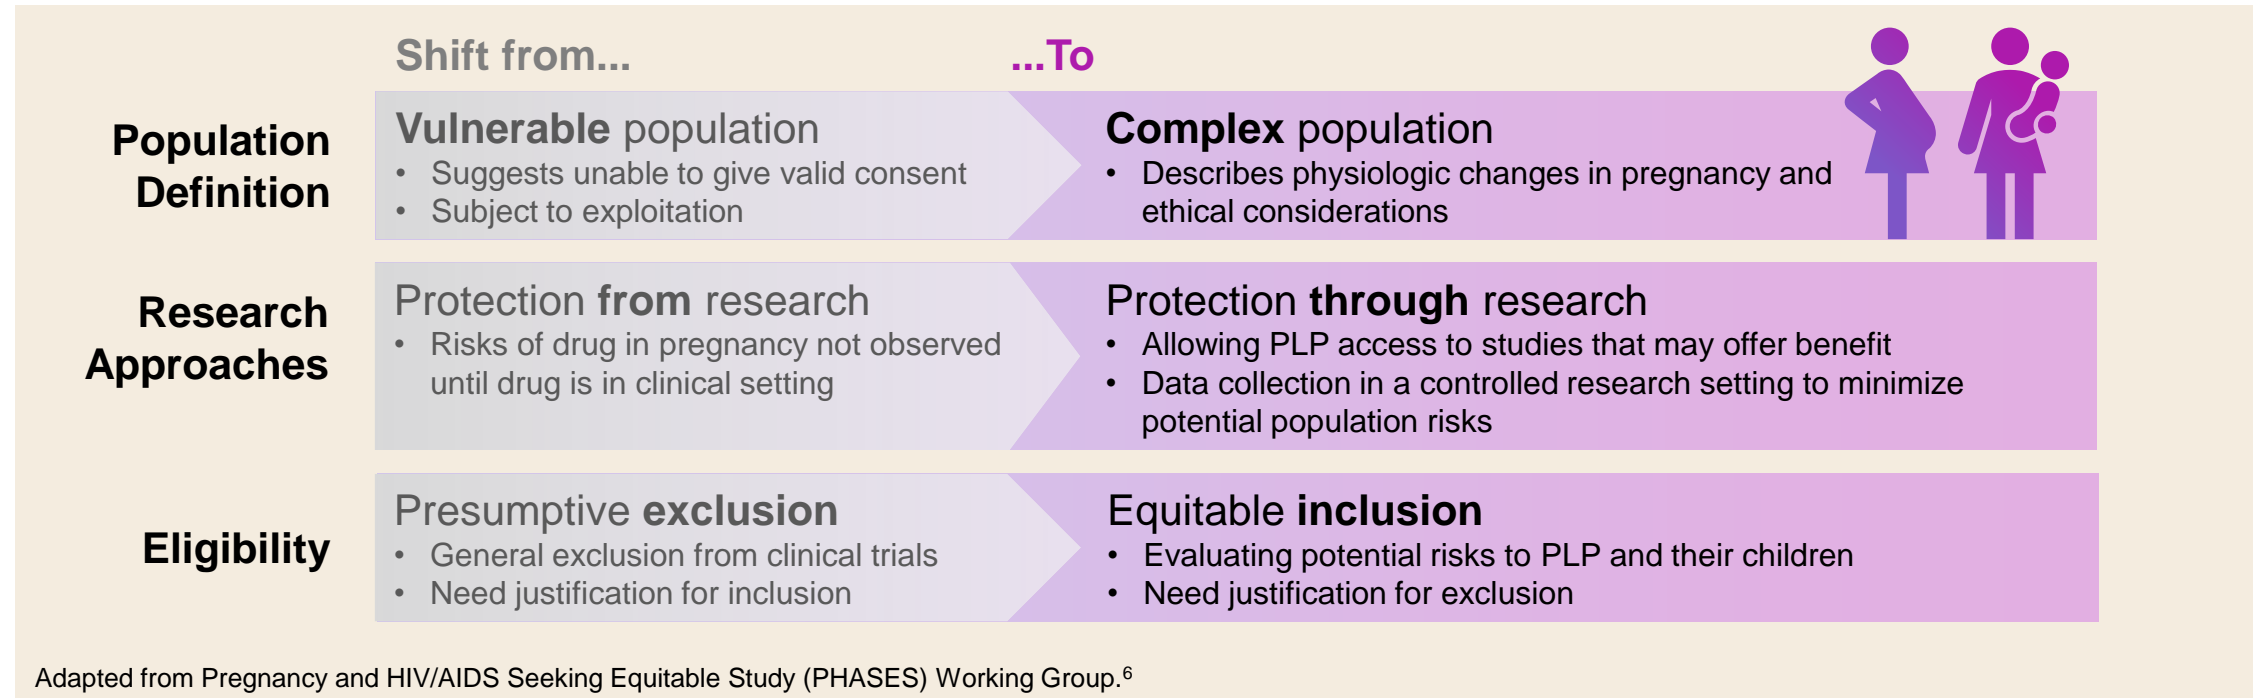 Shift from...
...To
Population
Definition
Vulnerable population
• Suggests unable to give valid consent
• Subject to exploitation
Complex population
• Describes physiologic changes in pregnancy and
ethical considerations
Research
Approaches
Protection from research
• Risks of drug in pregnancy not observed
until drug is in clinical setting
Protection through research
• Allowing PLP access to studies that may offer benefit
• Data collection in a controlled research setting to minimize
potential population risks
Eligibility
Presumptive exclusion
• General exclusion from clinical trials
• Need justification for inclusion
Equitable inclusion
• Evaluating potential risks to PLP and their children
• Need justification for exclusion
Adapted from Pregnancy and HIV/AIDS Seeking Equitable Study (PHASES) Working Group.⁶